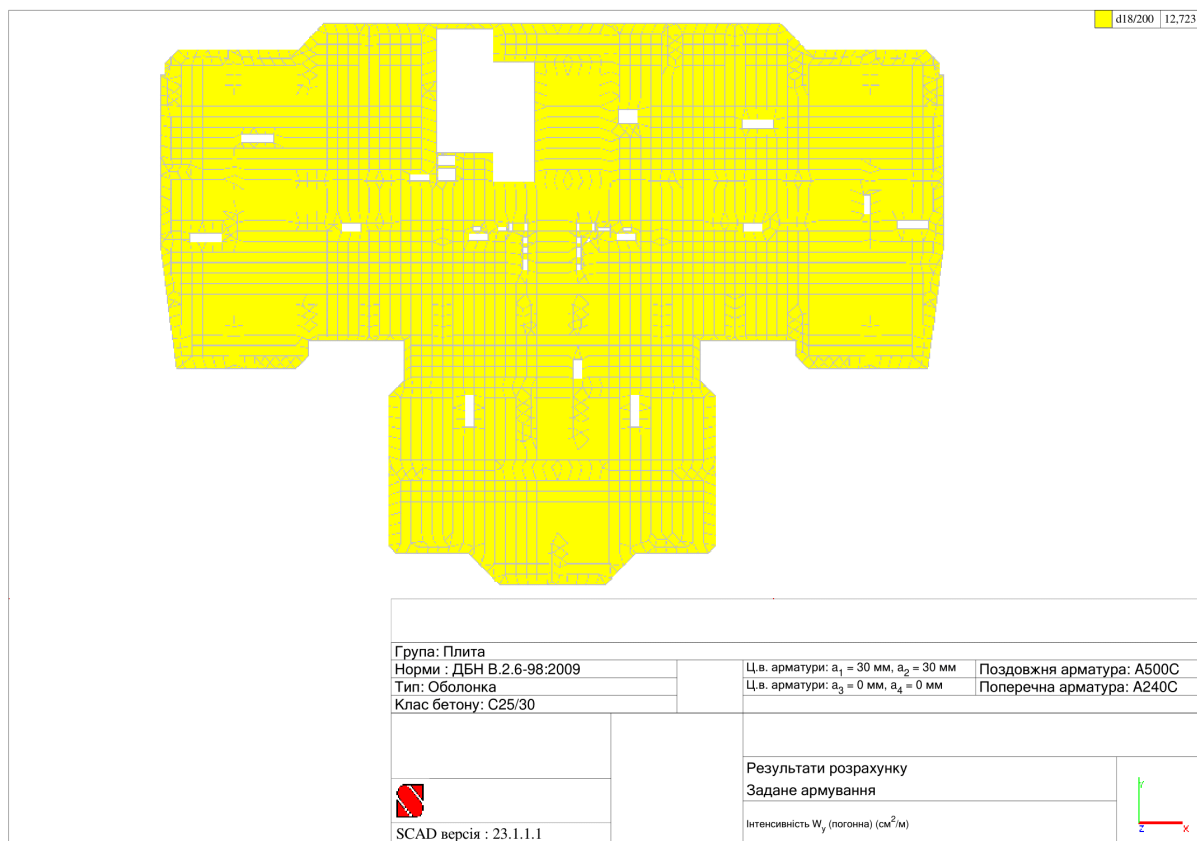 d18/200 12,723
Група: Плита
Норми : ДБН В.2.6-98:2009
Ц.в. арматури: a₁ = 30 мм, a₂ = 30 мм
Поздовжня арматура: А500С
Тип: Оболонка
Ц.в. арматури: a₃ = 0 мм, a₄ = 0 мм
Поперечна арматура: А240С
Клас бетону: С25/30
Результати розрахунку
Задане армування
Інтенсивність Wᵧ (погонна) (см²/м)
SCAD версія : 23.1.1.1
Y
Z X